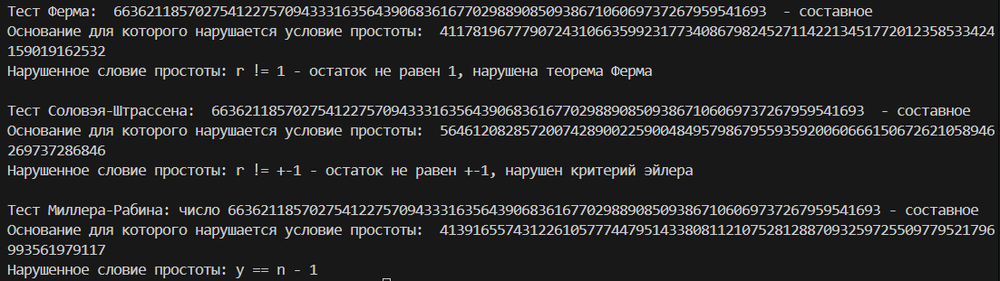 Тест Ферма:  66362118570275412275709433316356439068361677029889085093867106069737267959541693  - составное
Основание для которого нарушается условие простоты:  41178196777907243106635992317734086798245271142213451772012358533424
159019162532
Нарушенное словие простоты: r != 1 - остаток не равен 1, нарушена теорема Ферма
Тест Соловэя-Штрассена:  66362118570275412275709433316356439068361677029889085093867106069737267959541693  - составное
Основание для которого нарушается условие простоты:  56461208285720074289002259004849579867955935920060666150672621058946
269737286846
Нарушенное словие простоты: r != +-1 - остаток не равен +-1, нарушен критерий эйлера
Тест Миллера-Рабина: число 66362118570275412275709433316356439068361677029889085093867106069737267959541693 - составное
Основание для которого нарушается условие простоты:  41391655743122610577744795143380811210752812887093259725509779521796
993561979117
Нарушенное словие простоты: y == n - 1